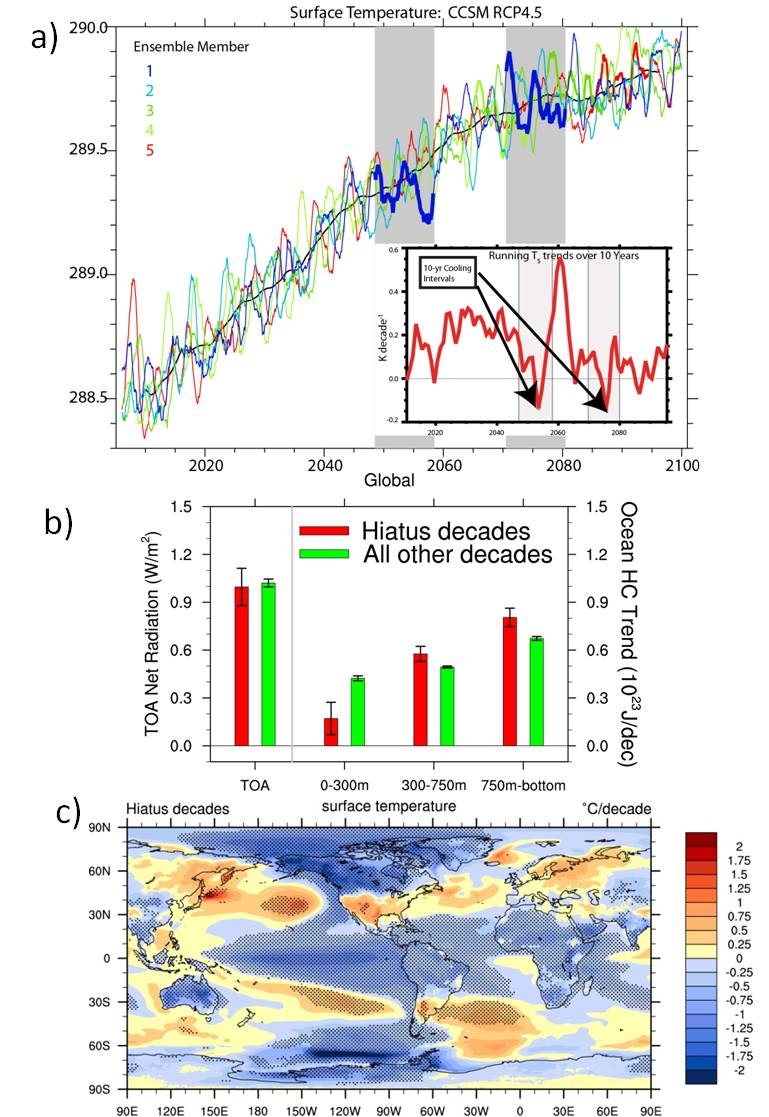 a)
Surface Temperature: CCSM RCP4.5
290.0
289.5
289.0
288.5
Ensemble Member
1
2
3
4
5
Running Ts trends over 10 Years
10-yr Cooling
Intervals
K decade-1
0.6
0.4
0.2
0.0
-0.2
2020 2040 2060 2080
2020 2040 2060 2080 2100
Global
b)
TOA Net Radiation (W/m2)
1.5
1.2
0.9
0.6
0.3
0.0
Hiatus decades
All other decades
1.5
1.2
0.9
0.6
0.3
0.0
Ocean HC Trend (1023 J/dec)
TOA 0-300m 300-750m 750m-bottom
c)
Hiatus decades surface temperature °C/decade
90N
60N
30N
0
30S
60S
90S
90E 120E 150E 180 150W 120W 90W 60W 30W 0 30E 60E 90E
2
1.75
1.5
1.25
1
0.75
0.5
0.25
0
-0.25
-0.5
-0.75
-1
-1.25
-1.5
-1.75
-2